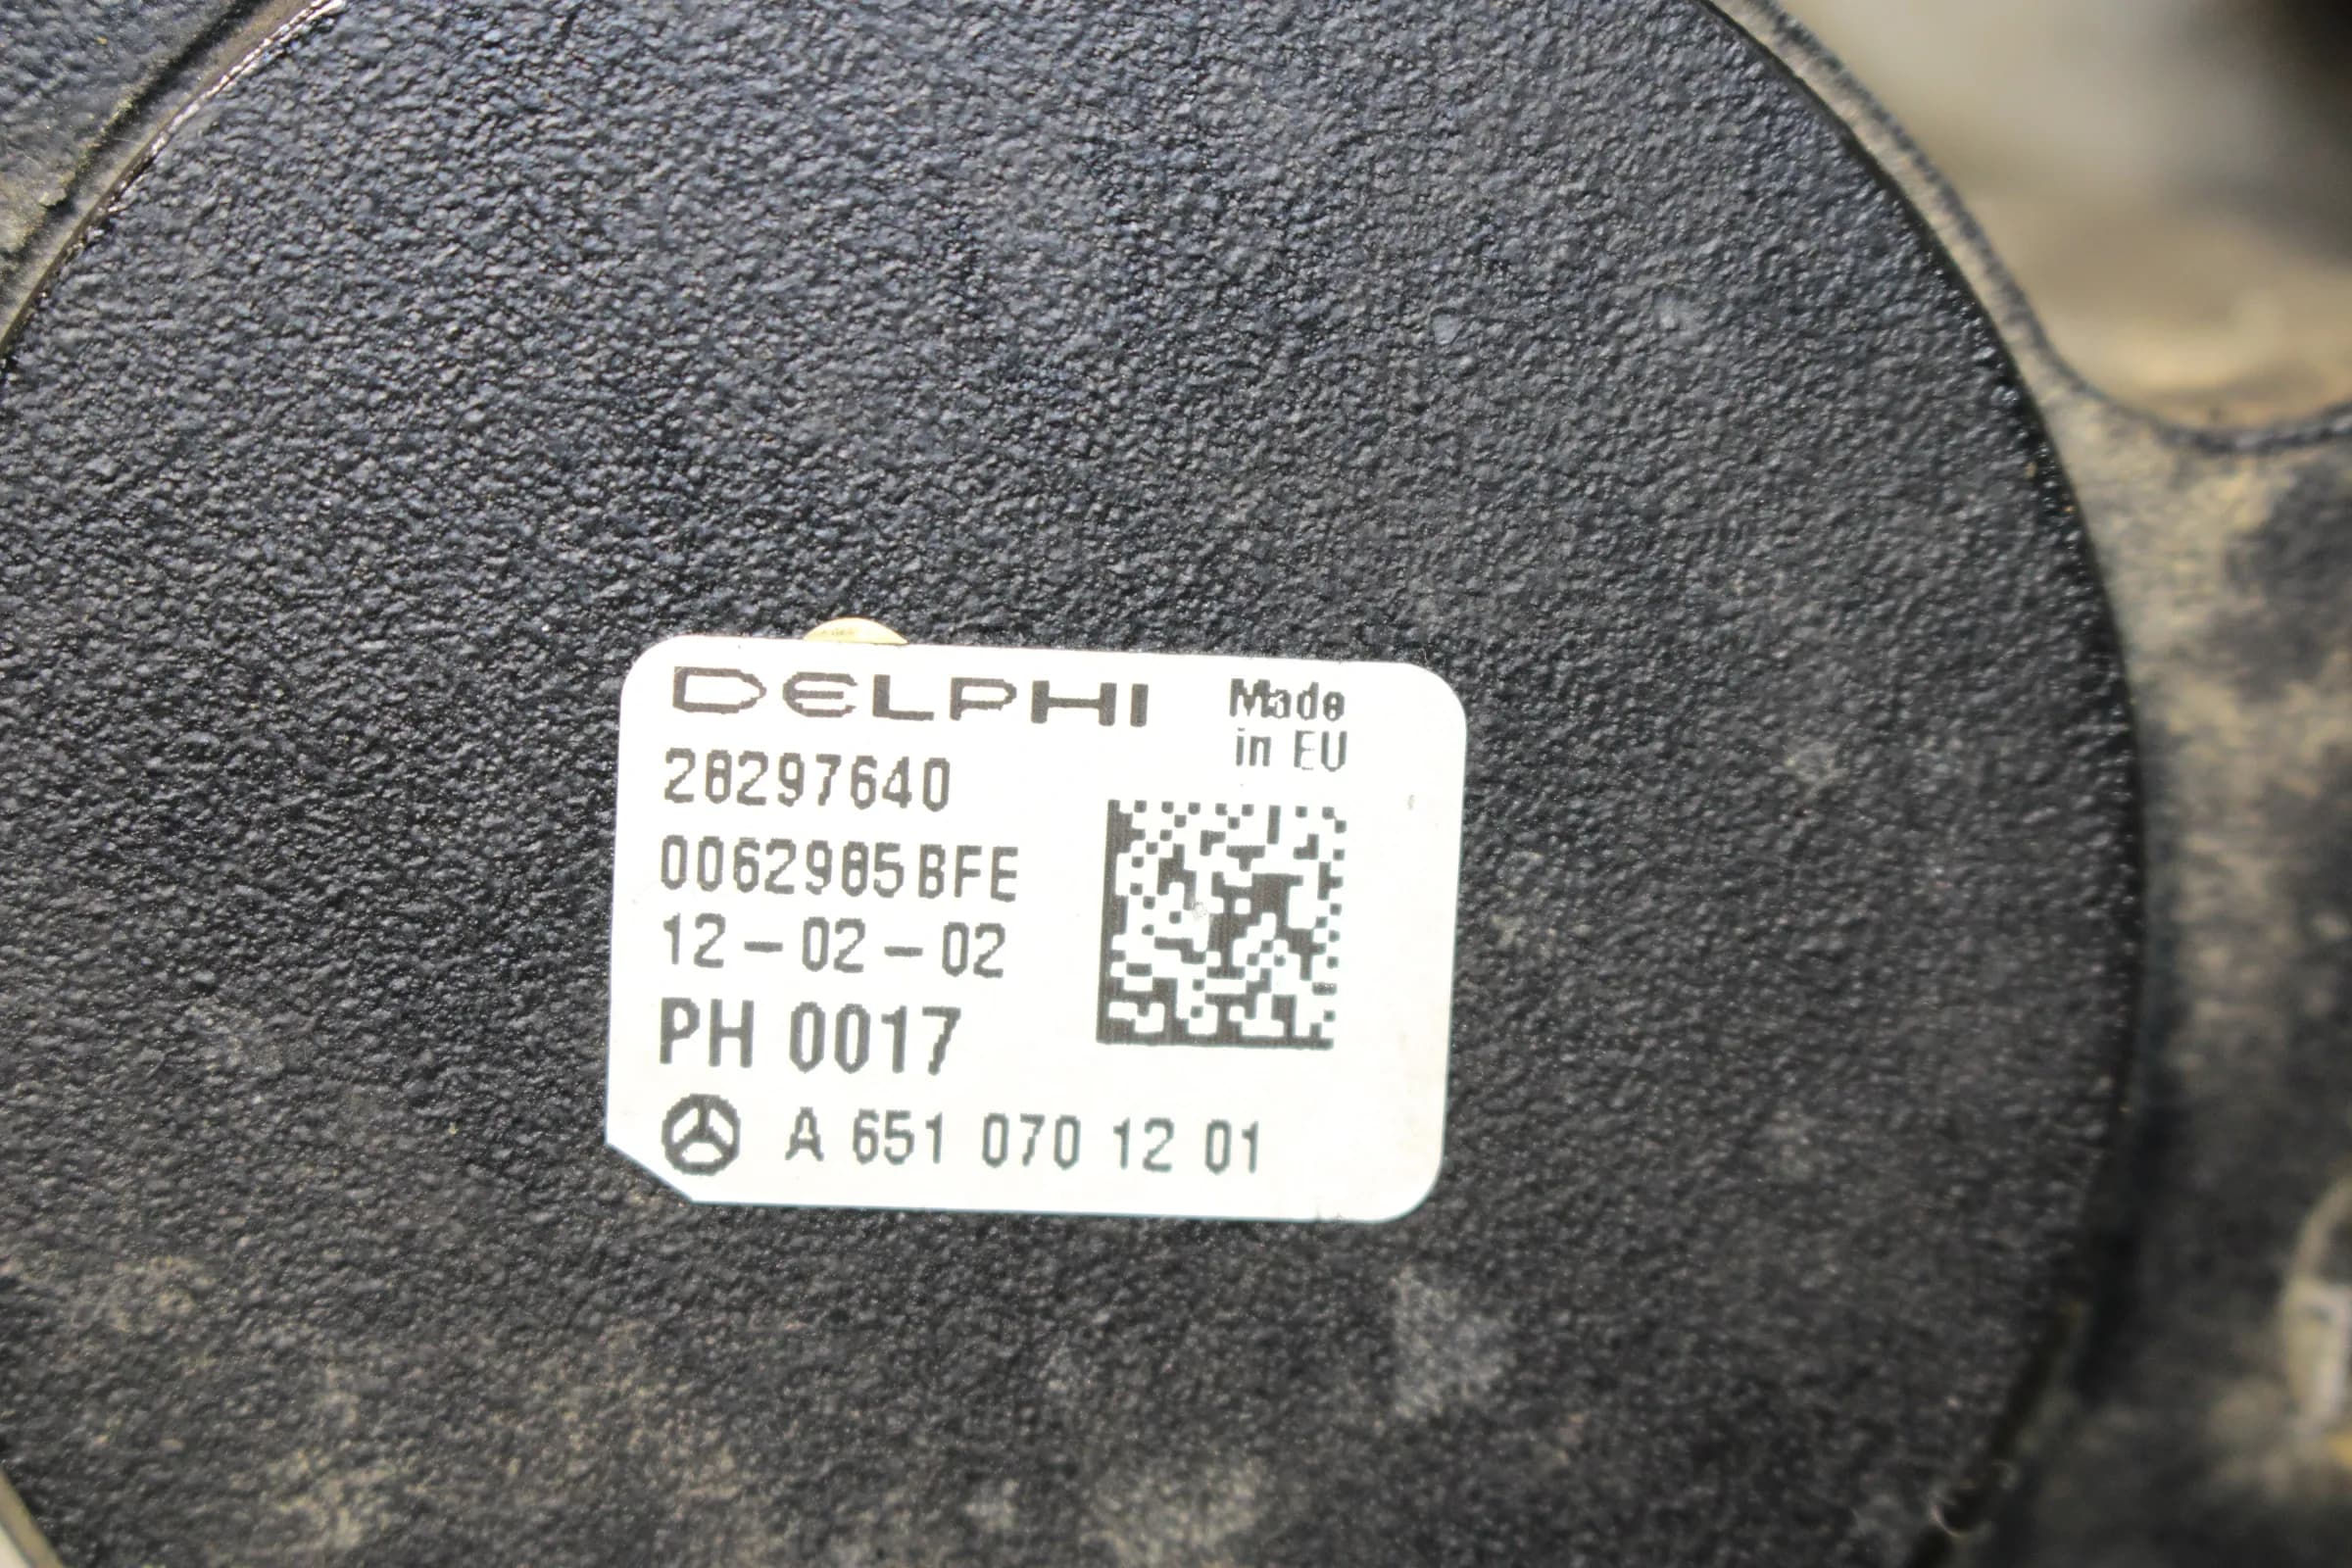 DELPHI
Made
in EU
28297640
0062985BFE
12-02-02
PH 0017
A 651 070 12 01